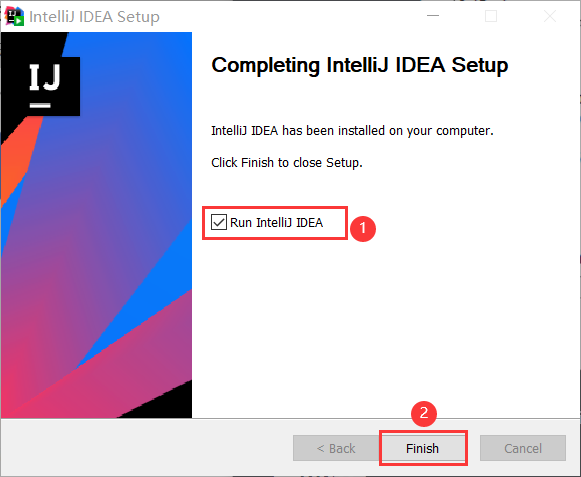 IntelliJ IDEA Setup
IJ
Completing IntelliJ IDEA Setup
IntelliJ IDEA has been installed on your computer.
Click Finish to close Setup.
Run IntelliJ IDEA
1
2
< Back
Finish
Cancel